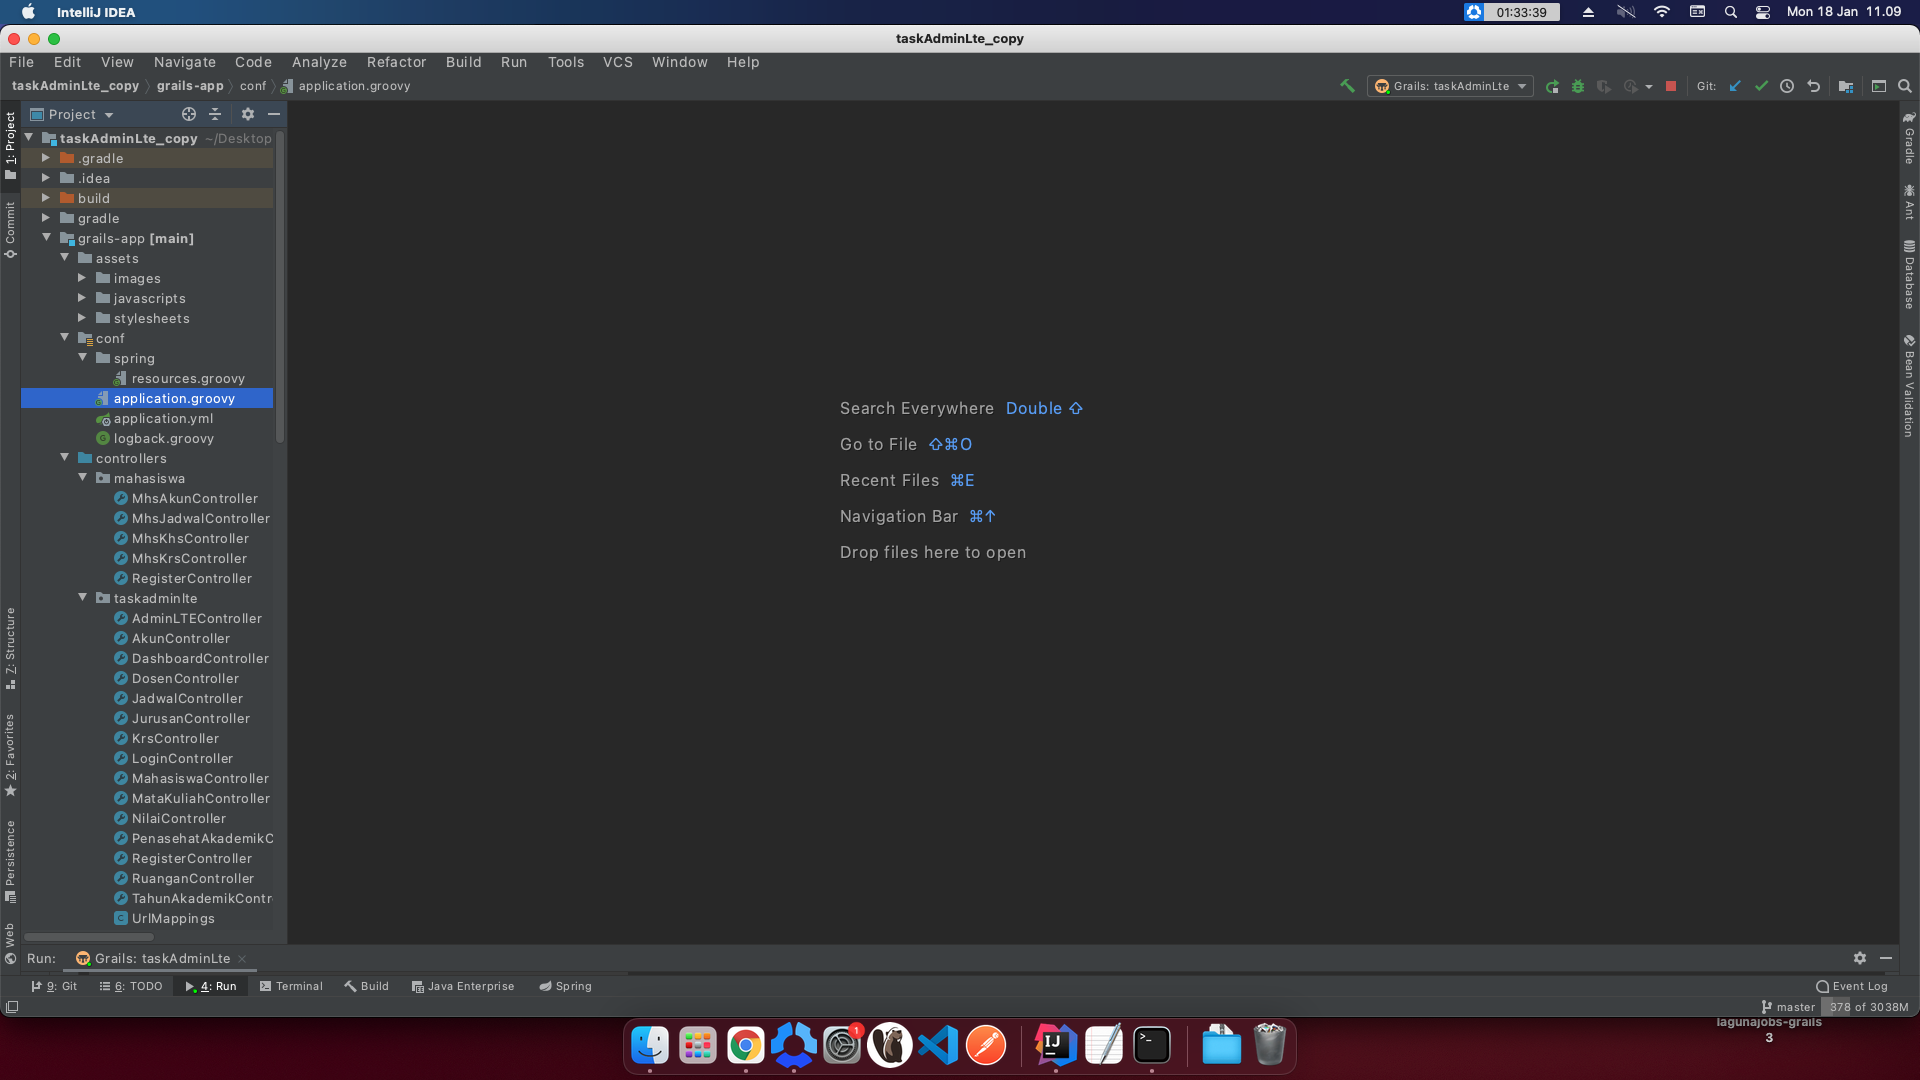 IntelliJ IDEA
01:33:39
Mon 18 Jan 11.09
taskAdminLte_copy
File Edit View Navigate Code Analyze Refactor Build Run Tools VCS Window Help
taskAdminLte_copy grails-app conf application.groovy
Grails: taskAdminLte
Git:
Project
taskAdminLte_copy ~/Desktop
.gradle
.idea
build
gradle
grails-app [main]
assets
images
javascripts
stylesheets
conf
spring
resources.groovy
application.groovy
application.yml
logback.groovy
controllers
mahasiswa
MhsAkunController
MhsJadwalController
MhsKhsController
MhsKrsController
RegisterController
taskadminlte
AdminLTEController
AkunController
DashboardController
DosenController
JadwalController
JurusanController
KrsController
LoginController
MahasiswaController
MataKuliahController
NilaiController
PenasehatAkademikC
RegisterController
RuanganController
TahunAkademikContr
UrlMappings
1: Project
Commit
7: Structure
2: Favorites
Persistence
Web
Search Everywhere Double ⇧
Go to File ⇧⌘O
Recent Files ⌘E
Navigation Bar ⌘↑
Drop files here to open
Gradle
Ant
Database
Bean Validation
Run: Grails: taskAdminLte
9: Git 6: TODO 4: Run Terminal Build Java Enterprise Spring
Event Log
master 378 of 3038M
lagunajobs-grails
3
1
IJ